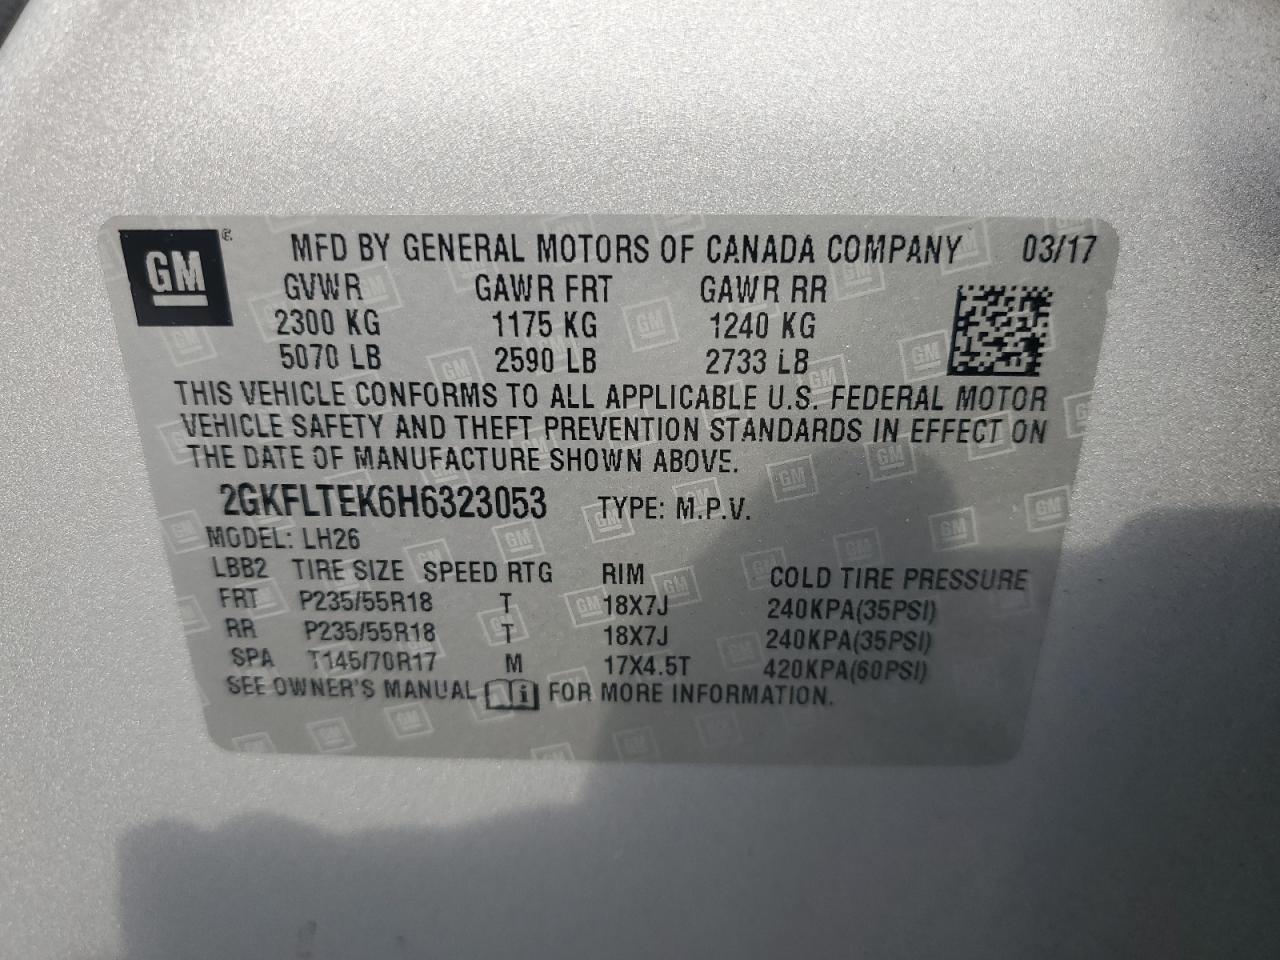 GM
MFD BY GENERAL MOTORS OF CANADA COMPANY 03/17
GVWR GAWR FRT GAWR RR
2300 KG 1175 KG 1240 KG
5070 LB 2590 LB 2733 LB
THIS VEHICLE CONFORMS TO ALL APPLICABLE U.S. FEDERAL MOTOR
VEHICLE SAFETY AND THEFT PREVENTION STANDARDS IN EFFECT ON
THE DATE OF MANUFACTURE SHOWN ABOVE.
2GKFLTEK6H6323053 TYPE: M.P.V.
MODEL: LH26
LBB2 TIRE SIZE SPEED RTG RIM COLD TIRE PRESSURE
FRT P235/55R18 T 18X7J 240KPA(35PSI)
RR P235/55R18 T 18X7J 240KPA(35PSI)
SPA T145/70R17 M 17X4.5T 420KPA(60PSI)
SEE OWNER'S MANUAL i FOR MORE INFORMATION.